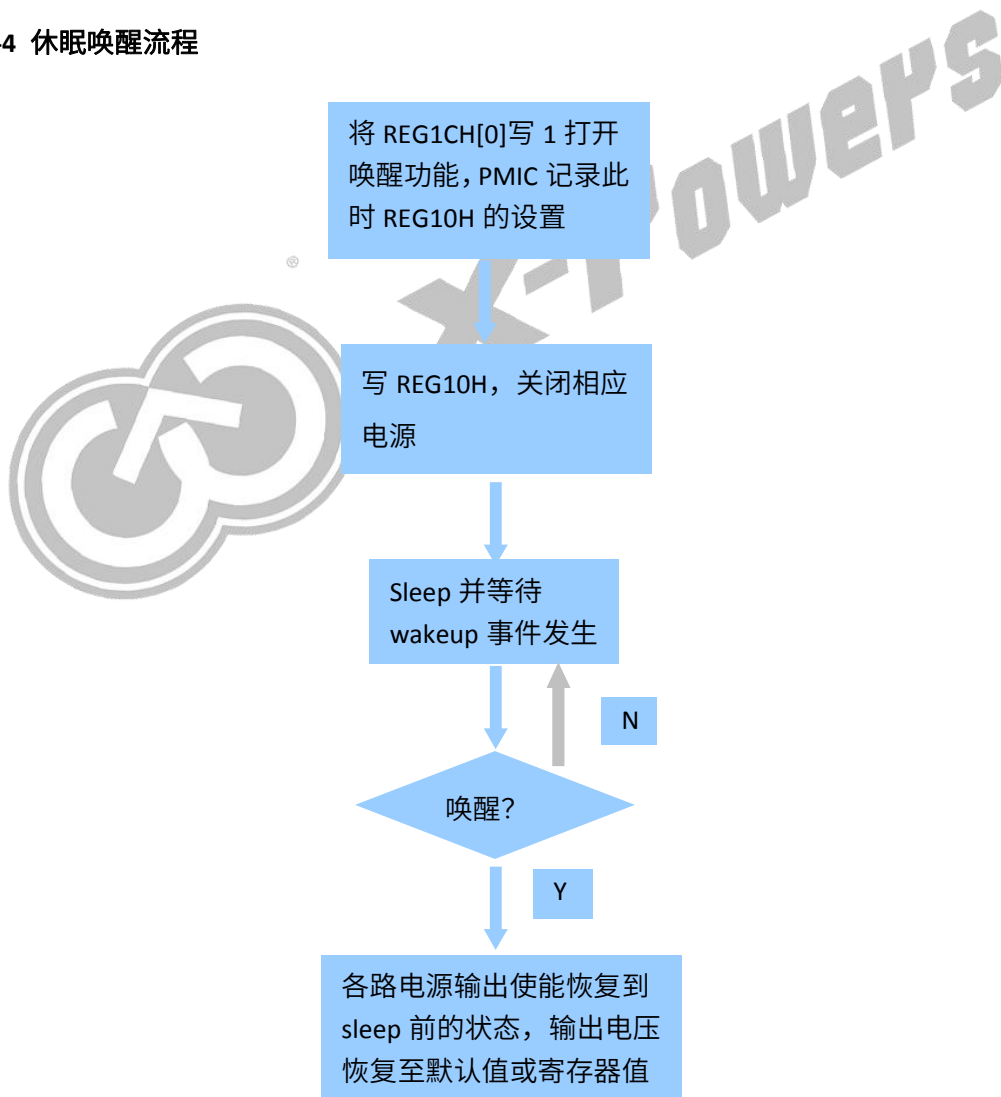 4 休眠唤醒流程
X-Powers
®
将 REG1CH[0]写 1 打开
唤醒功能，PMIC 记录此
时 REG10H 的设置
写 REG10H，关闭相应
电源
Sleep 并等待
wakeup 事件发生
N
唤醒？
Y
各路电源输出使能恢复到
sleep 前的状态，输出电压
恢复至默认值或寄存器值